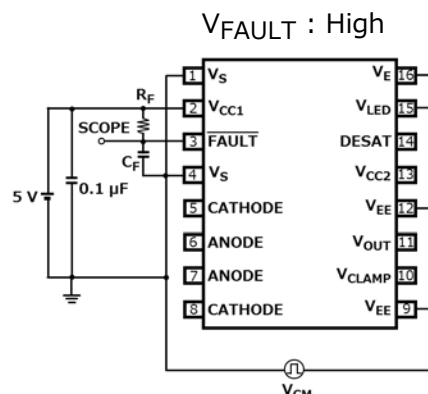 VFAULT : High
1 VS
2 VCC1
3 FAULT
4 VS
5 CATHODE
6 ANODE
7 ANODE
8 CATHODE
VE 16
VLED 15
DESAT 14
VCC2 13
VEE 12
VOUT 11
VCLAMP 10
VEE 9
RF
SCOPE
CF
5 V
0.1 µF
VCM